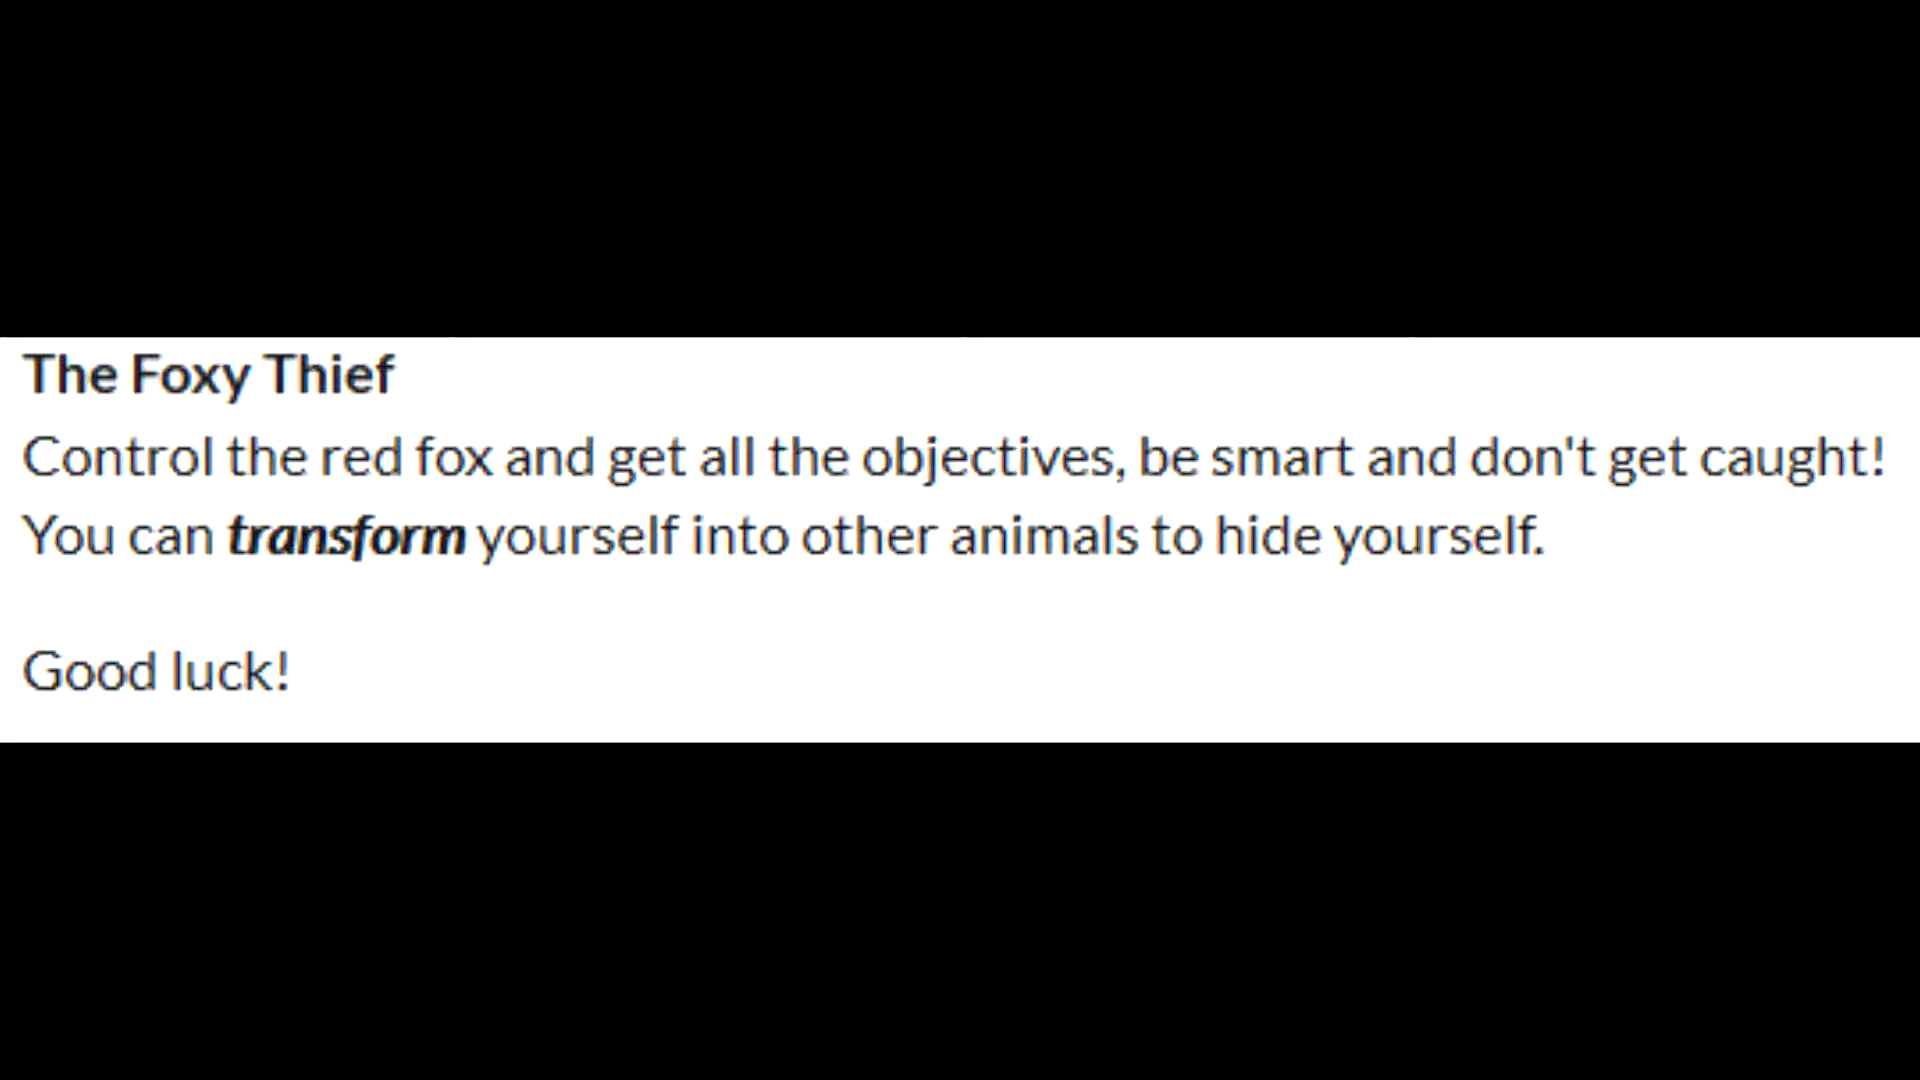 The Foxy Thief
Control the red fox and get all the objectives, be smart and don't get caught!
You can transform yourself into other animals to hide yourself.
Good luck!